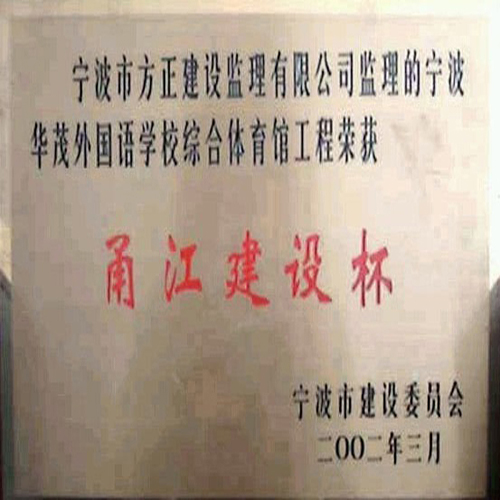 宁波市方正建设监理有限公司监理的宁波
华茂外国语学校综合体育馆工程荣获
甬江建设杯
宁波市建设委员会
二OO二年三月